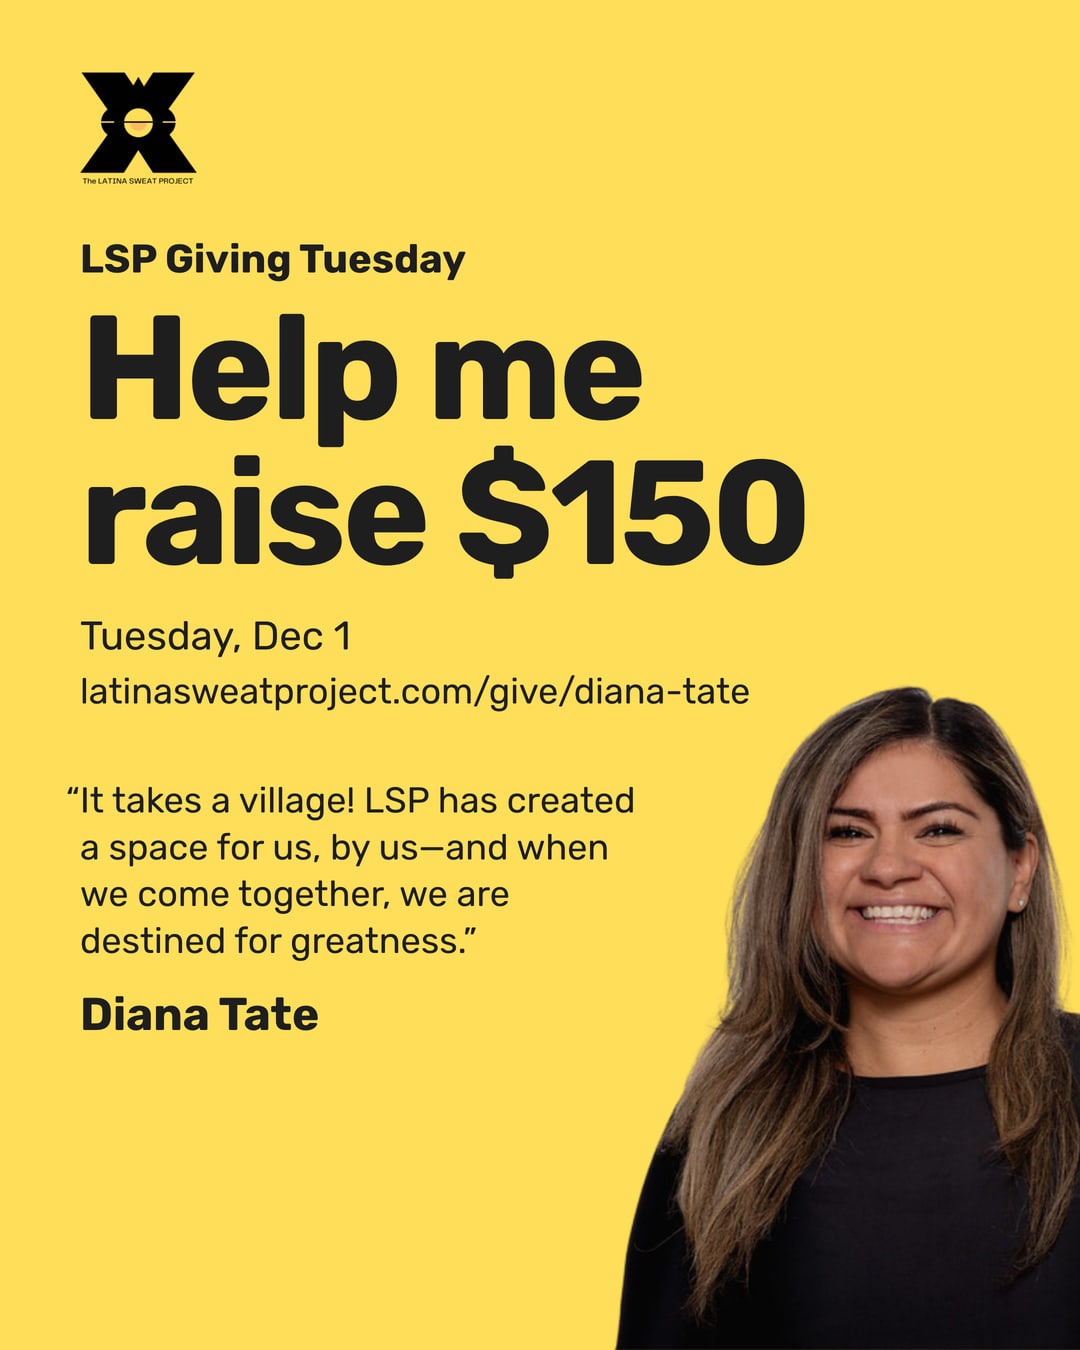 The LATINA SWEAT PROJECT
LSP Giving Tuesday
Help me
raise $150
Tuesday, Dec 1
latinasweatproject.com/give/diana-tate
“It takes a village! LSP has created
a space for us, by us—and when
we come together, we are
destined for greatness.”
Diana Tate